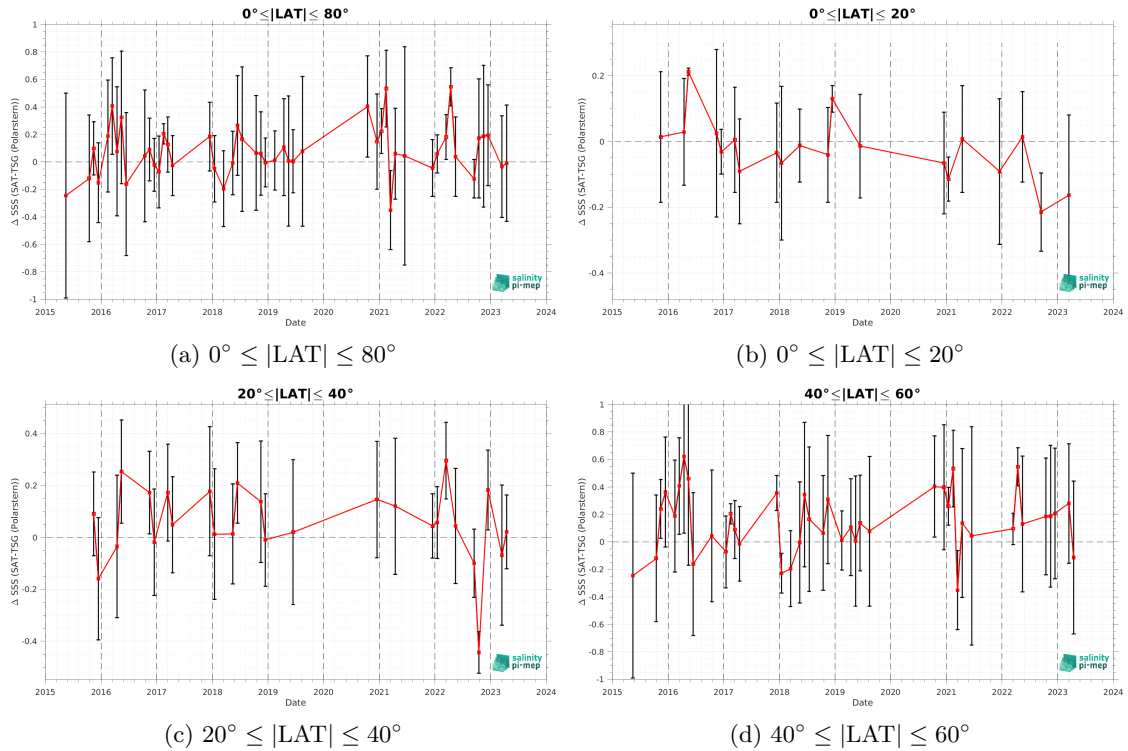 0°≤|LAT|≤ 80°
Δ SSS (SAT-TSG (Polarstern))
1
0.8
0.6
0.4
0.2
0
-0.2
-0.4
-0.6
-0.8
-1
2015 2016 2017 2018 2019 2020 2021 2022 2023 2024
Date
salinity
pi-mep
(a) 0° ≤ |LAT| ≤ 80°
0°≤|LAT|≤ 20°
Δ SSS (SAT-TSG (Polarstern))
0.2
0
-0.2
-0.4
2015 2016 2017 2018 2019 2020 2021 2022 2023 2024
Date
salinity
pi-mep
(b) 0° ≤ |LAT| ≤ 20°
20°≤|LAT|≤ 40°
Δ SSS (SAT-TSG (Polarstern))
0.4
0.2
0
-0.2
-0.4
2015 2016 2017 2018 2019 2020 2021 2022 2023 2024
Date
salinity
pi-mep
(c) 20° ≤ |LAT| ≤ 40°
40°≤|LAT|≤ 60°
Δ SSS (SAT-TSG (Polarstern))
1
0.8
0.6
0.4
0.2
0
-0.2
-0.4
-0.6
-0.8
-1
2015 2016 2017 2018 2019 2020 2021 2022 2023 2024
Date
salinity
pi-mep
(d) 40° ≤ |LAT| ≤ 60°